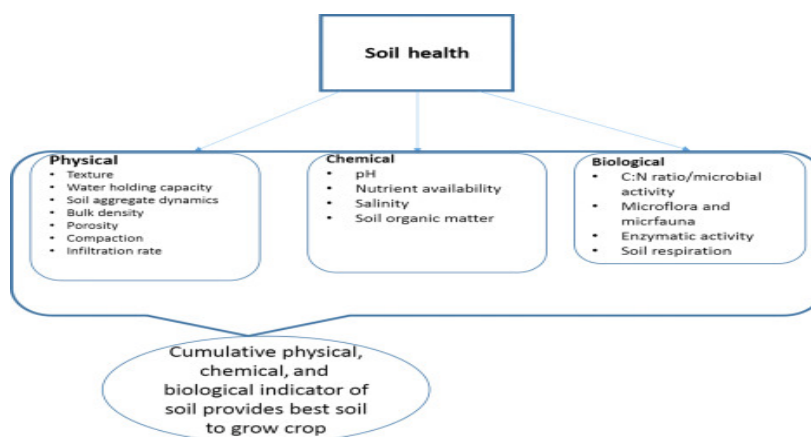 Soil health
Physical
• Texture
• Water holding capacity
• Soil aggregate dynamics
• Bulk density
• Porosity
• Compaction
• Infiltration rate
Chemical
• pH
• Nutrient availability
• Salinity
• Soil organic matter
Biological
• C:N ratio/microbial
activity
• Microflora and
micrfauna
• Enzymatic activity
• Soil respiration
Cumulative physical,
chemical, and
biological indicator of
soil provides best soil
to grow crop